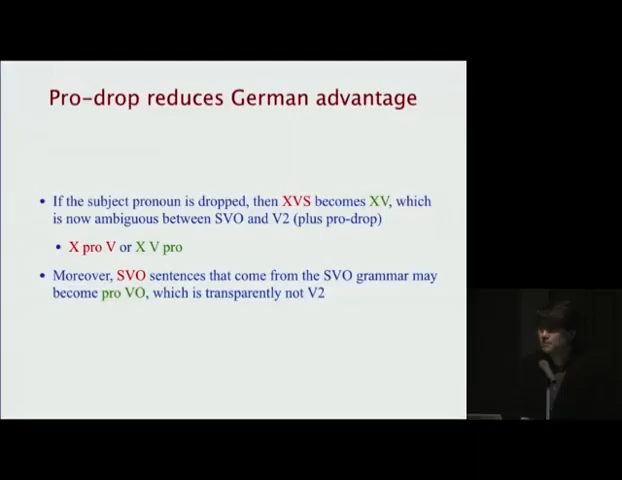 Pro-drop reduces German advantage
• If the subject pronoun is dropped, then XVS becomes XV, which
is now ambiguous between SVO and V2 (plus pro-drop)
• X pro V or X V pro
• Moreover, SVO sentences that come from the SVO grammar may
become pro VO, which is transparently not V2